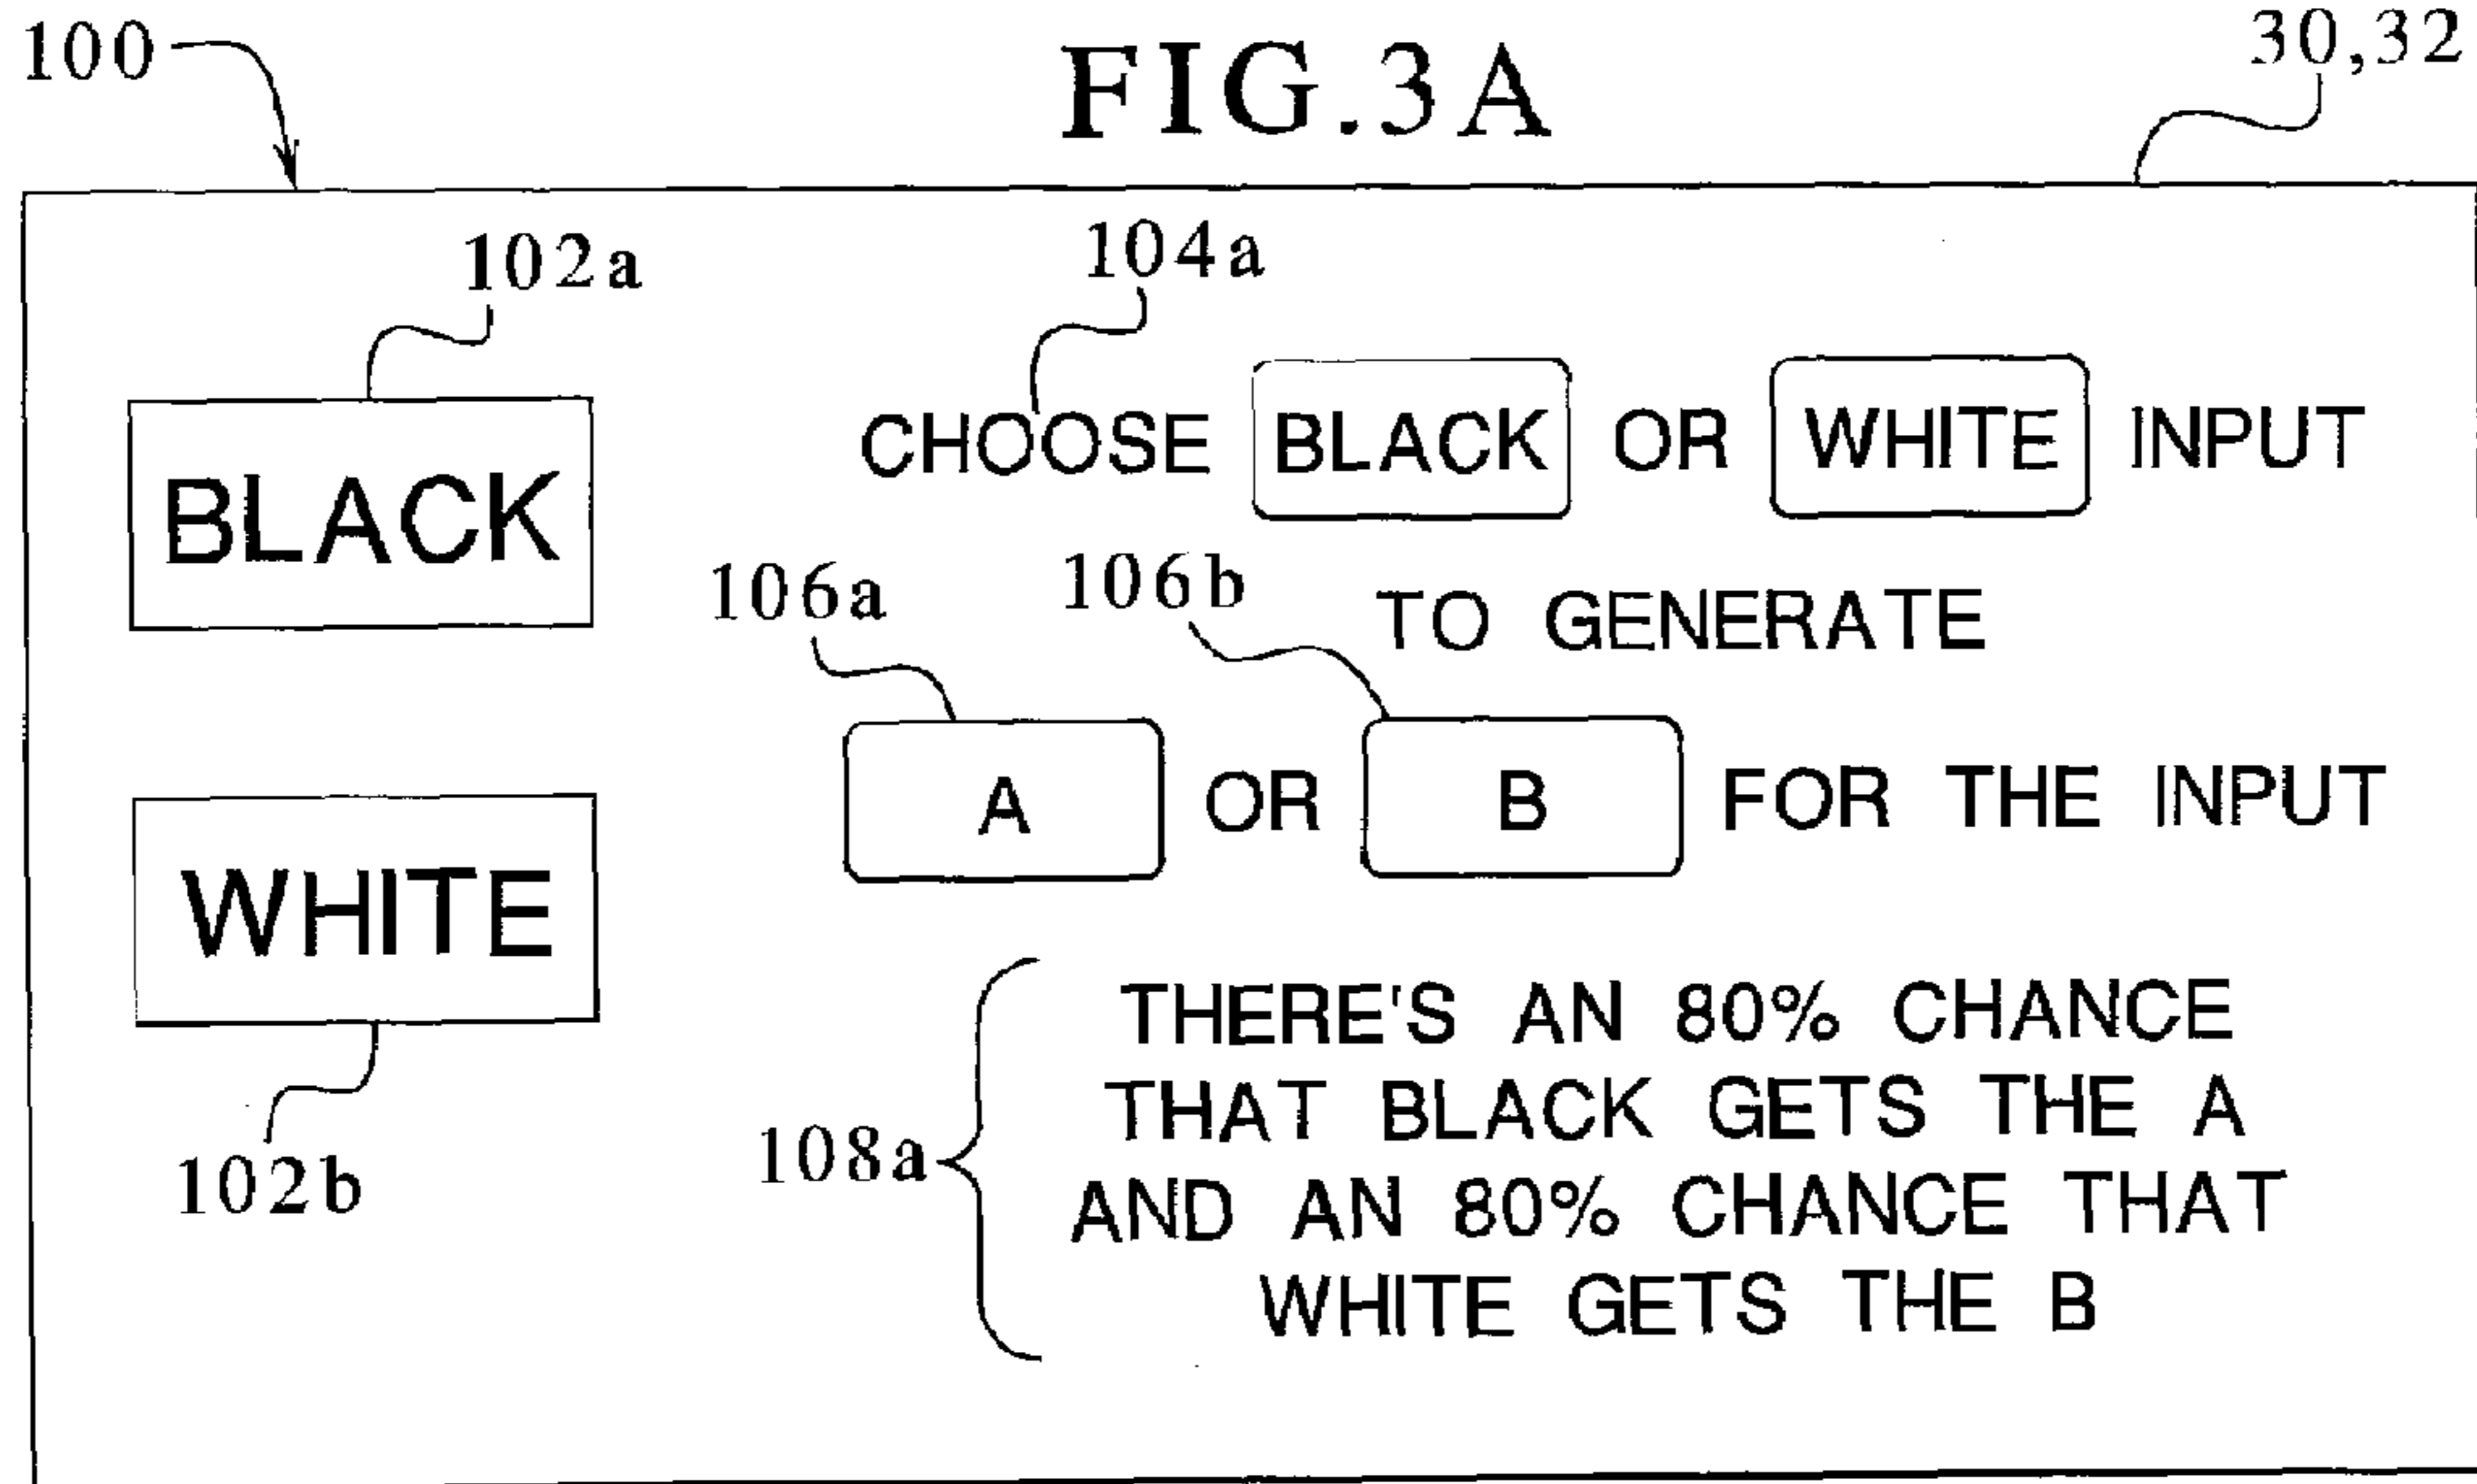 100
FIG.3A
30,32
102a
104a
BLACK
CHOOSE BLACK OR WHITE INPUT
106a
106b
TO GENERATE
A OR B FOR THE INPUT
WHITE
102b
108a
THERE'S AN 80% CHANCE
THAT BLACK GETS THE A
AND AN 80% CHANCE THAT
WHITE GETS THE B